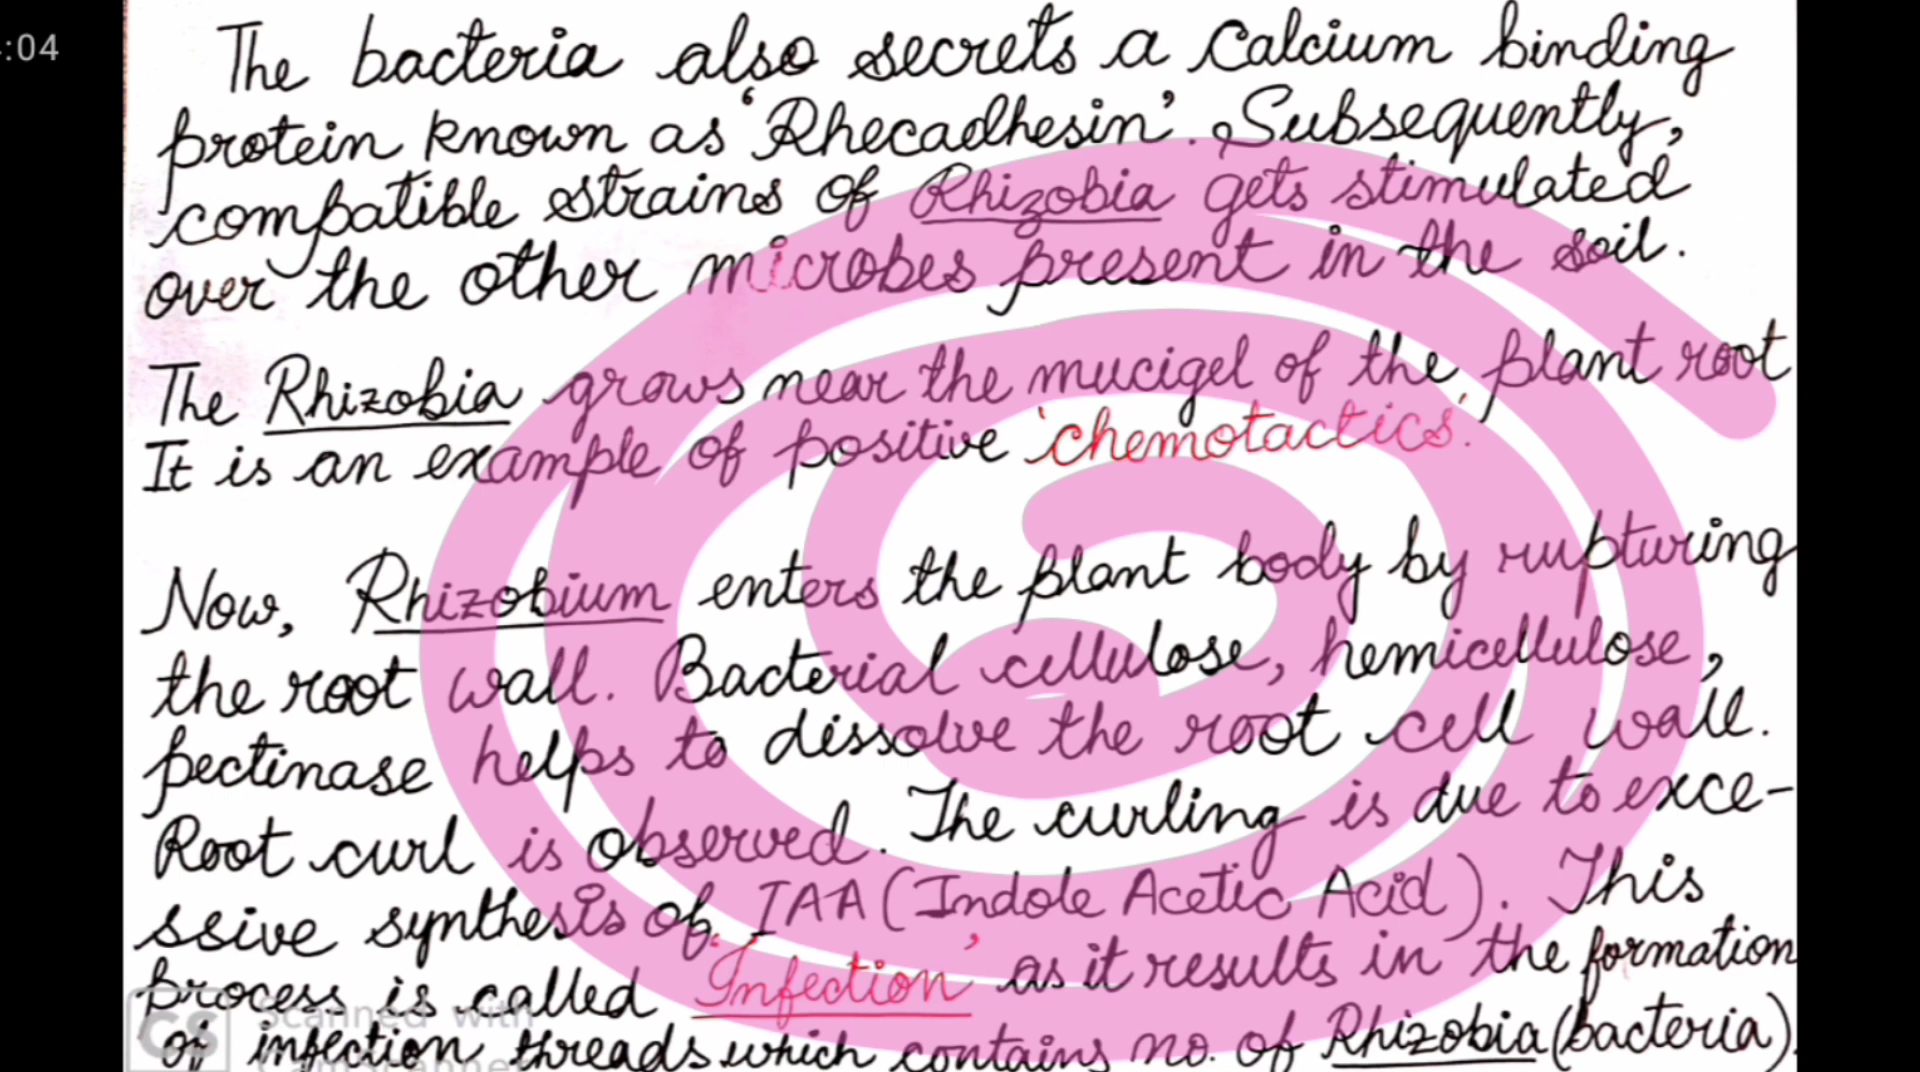 :04
The bacteria also secrets a Calcium binding
protein known as 'Rhecadhesin'. Subsequently,
compatible strains of Rhizobia gets stimulated
over the other microbes present in the soil.
The Rhizobia grows near the mucigel of the plant root
It is an example of positive 'chemotactics'.
Now, Rhizobium enters the plant body by rupturing
the root wall. Bacterial cellulose, hemicellulose,
pectinase helps to dissolve the root cell wall.
Root curl is observed. The curling is due to exce-
ssive synthesis of IAA (Indole Acetic Acid). This
process is called 'Infection' as it results in the formation
of infection threads which contains no. of Rhizobia (bacteria).
CS Scanned with
CamScanner